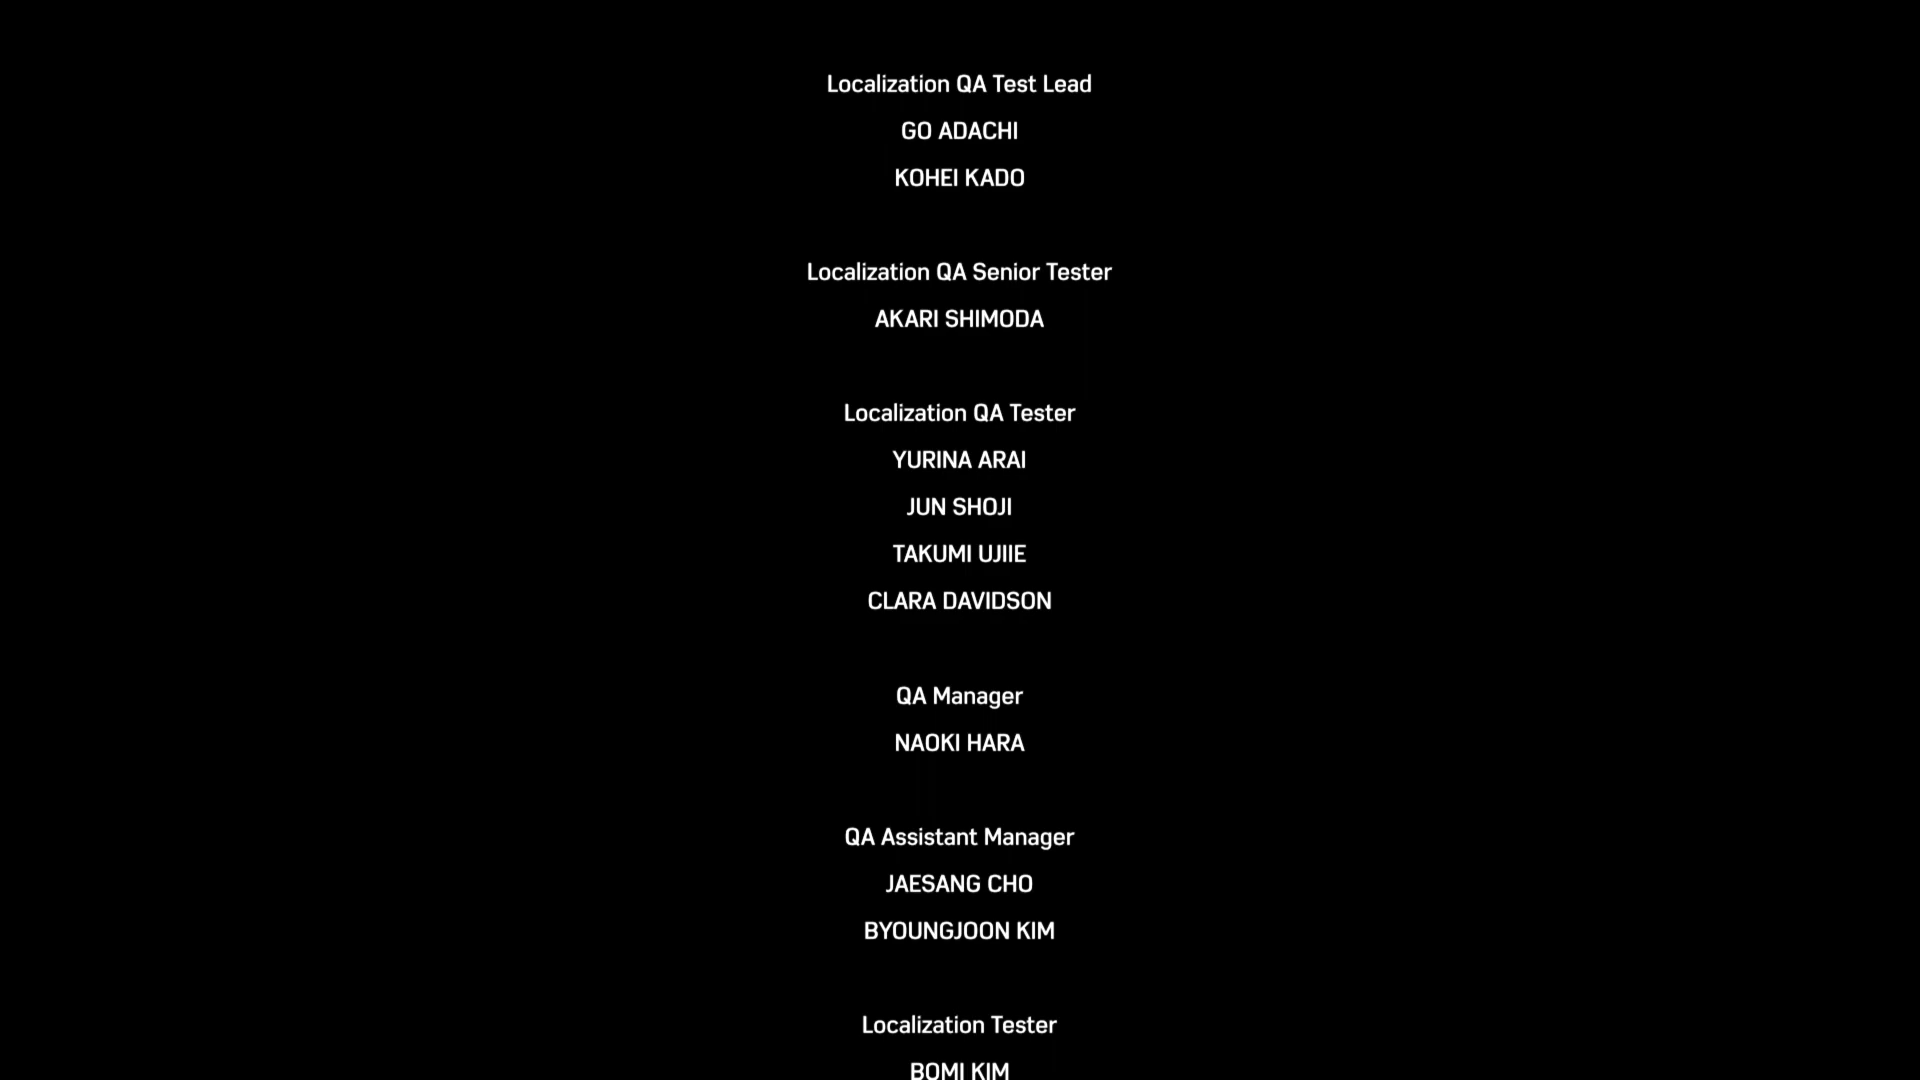 Localization QA Test Lead
GO ADACHI
KOHEI KADO
Localization QA Senior Tester
AKARI SHIMODA
Localization QA Tester
YURINA ARAI
JUN SHOJI
TAKUMI UJIIE
CLARA DAVIDSON
QA Manager
NAOKI HARA
QA Assistant Manager
JAESANG CHO
BYOUNGJOON KIM
Localization Tester
BOMI KIM